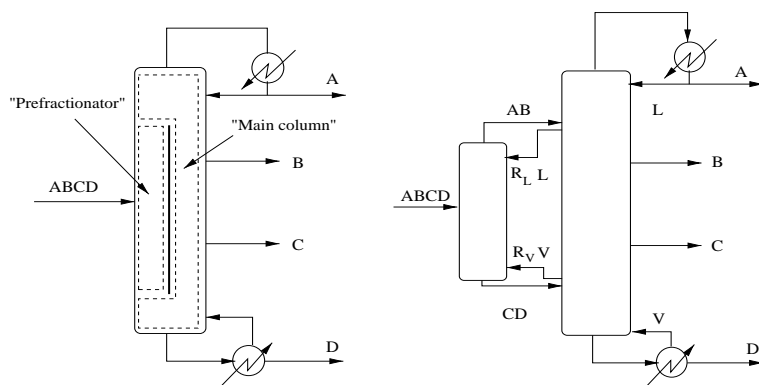 A
"Prefractionator"
"Main column"
B
ABCD
C
D
A
L
AB
R_L L
B
ABCD
R_V V
C
CD
V
D